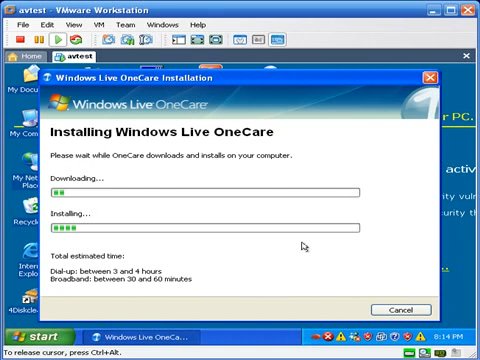 avtest - VMware Workstation
File Edit View VM Team Windows Help
Home avtest
Windows Live OneCare Installation
Windows Live OneCare
Installing Windows Live OneCare
Please wait while OneCare downloads and installs on your computer.
Downloading...
Installing...
Total estimated time:
Dial-up: between 3 and 4 hours
Broadband: between 30 and 60 minutes
Cancel
My Docu
My Com
My Net
Place
Recycl
Intern
Explo
4Diskclea
r PC.
activ
ity vulne
curity th
start
Windows Live OneCa...
8:14 PM
To release cursor, press Ctrl+Alt.